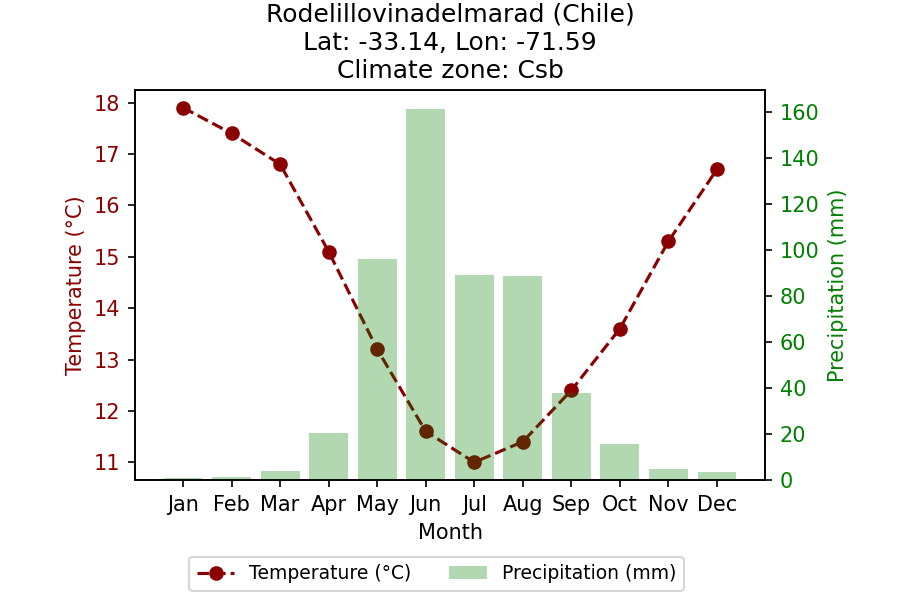 Rodelillovinadelmarad (Chile)
Lat: -33.14, Lon: -71.59
Climate zone: Csb
18
17
16
15
14
13
12
11
Temperature (°C)
160
140
120
100
80
60
40
20
0
Precipitation (mm)
Jan Feb Mar Apr May Jun Jul Aug Sep Oct Nov Dec
Month
Temperature (°C) Precipitation (mm)